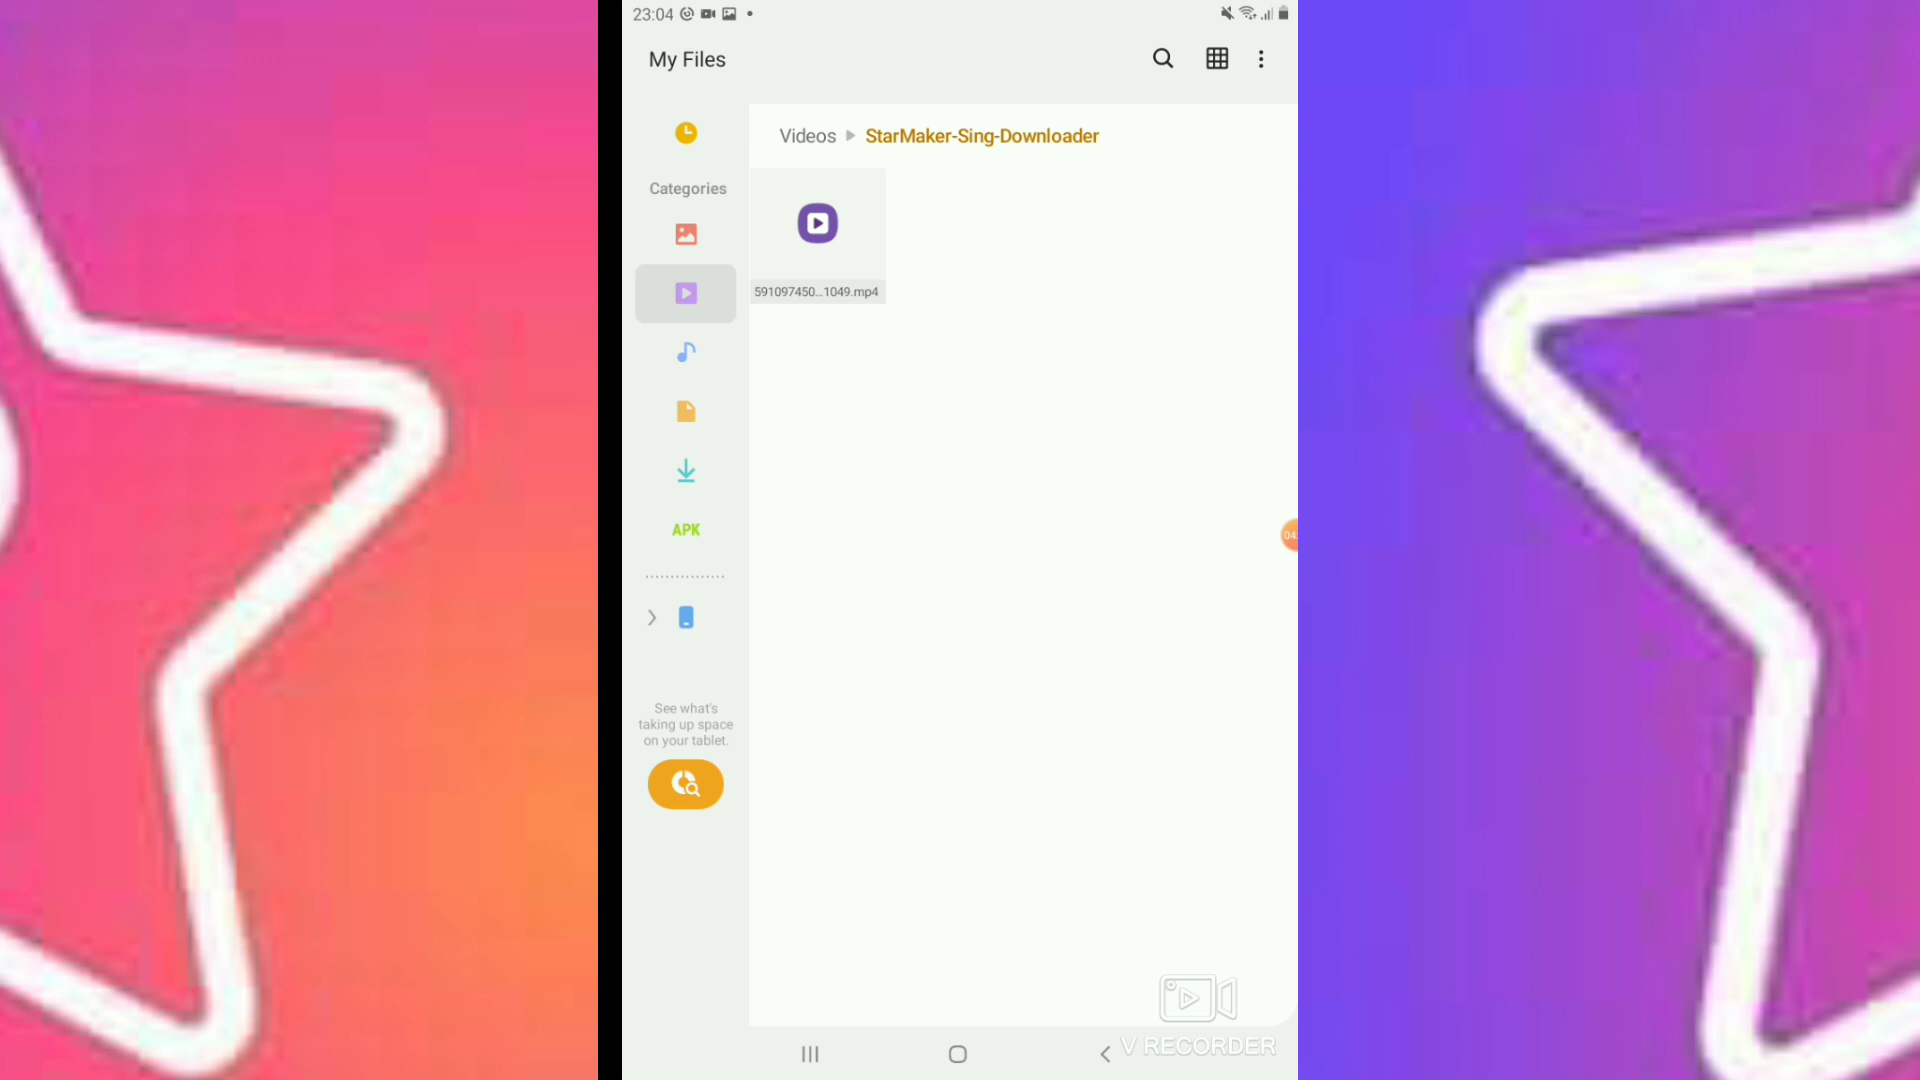 23:04
My Files
Videos StarMaker-Sing-Downloader
Categories
591097450...1049.mp4
APK
04
See what's
taking up space
on your tablet.
V RECORDER